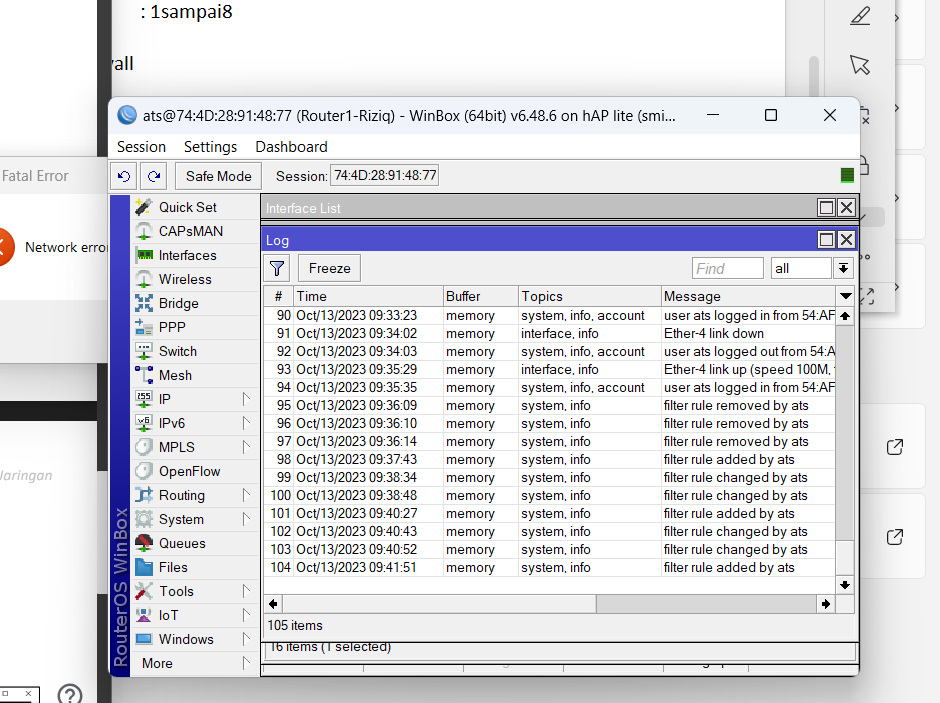 : 1sampai8
wall
ats@74:4D:28:91:48:77 (Router1-Riziq) - WinBox (64bit) v6.48.6 on hAP lite (smi...
Session Settings Dashboard
Fatal Error
Safe Mode Session: 74:4D:28:91:48:77
Network erro
Quick Set
CAPsMAN
Interfaces
Wireless
Bridge
PPP
Switch
Mesh
IP
IPv6
MPLS
OpenFlow
Routing
System
Queues
Files
Tools
IoT
Windows
More
RouterOS WinBox
Jaringan
Interface List
Log
Freeze Find all
# Time Buffer Topics Message
90 Oct/13/2023 09:33:23 memory system, info, account user ats logged in from 54:AF
91 Oct/13/2023 09:34:02 memory interface, info Ether-4 link down
92 Oct/13/2023 09:34:03 memory system, info, account user ats logged out from 54:A
93 Oct/13/2023 09:35:29 memory interface, info Ether-4 link up (speed 100M,
94 Oct/13/2023 09:35:35 memory system, info, account user ats logged in from 54:AF
95 Oct/13/2023 09:36:09 memory system, info filter rule removed by ats
96 Oct/13/2023 09:36:10 memory system, info filter rule removed by ats
97 Oct/13/2023 09:36:14 memory system, info filter rule removed by ats
98 Oct/13/2023 09:37:43 memory system, info filter rule added by ats
99 Oct/13/2023 09:38:34 memory system, info filter rule changed by ats
100 Oct/13/2023 09:38:48 memory system, info filter rule changed by ats
101 Oct/13/2023 09:40:27 memory system, info filter rule added by ats
102 Oct/13/2023 09:40:43 memory system, info filter rule changed by ats
103 Oct/13/2023 09:40:52 memory system, info filter rule changed by ats
104 Oct/13/2023 09:41:51 memory system, info filter rule added by ats
105 items
16 items (1 selected)